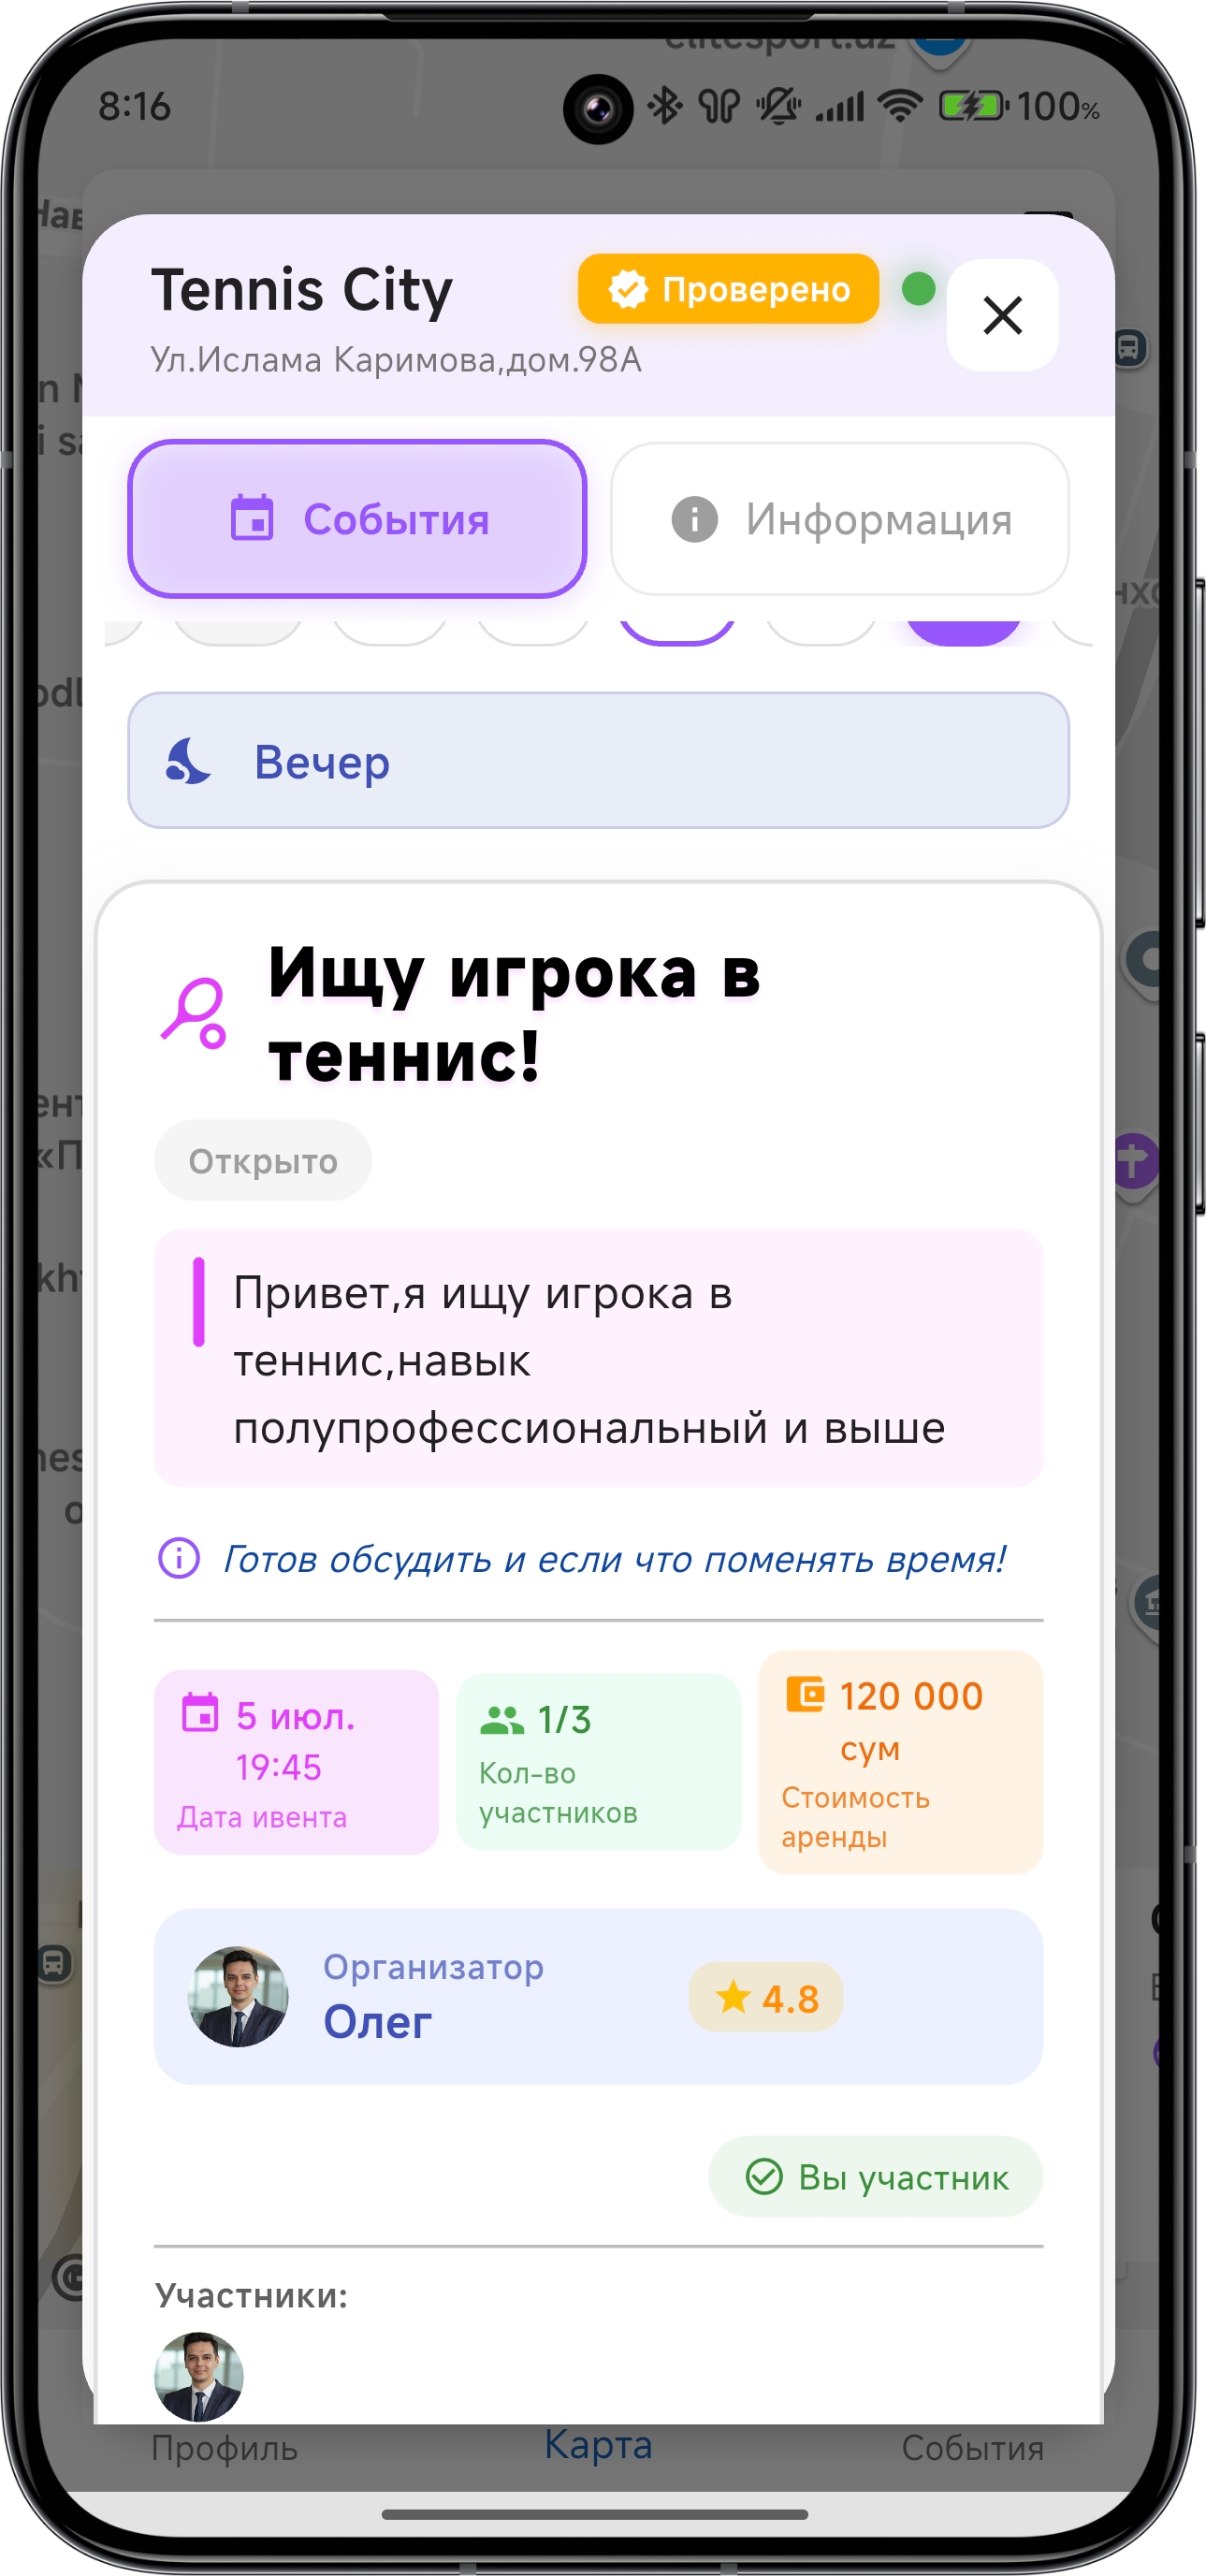 elitesport.uz
8:16
100%
Tennis City
Проверено
Ул.Ислама Каримова,дом.98А
События
Информация
Вечер
Ищу игрока в
теннис!
Открыто
Привет,я ищу игрока в
теннис,навык
полупрофессиональный и выше
Готов обсудить и если что поменять время!
5 июл.
19:45
Дата ивента
1/3
Кол-во
участников
120 000
сум
Стоимость
аренды
Организатор
Олег
4.8
Вы участник
Участники:
Профиль
Карта
События